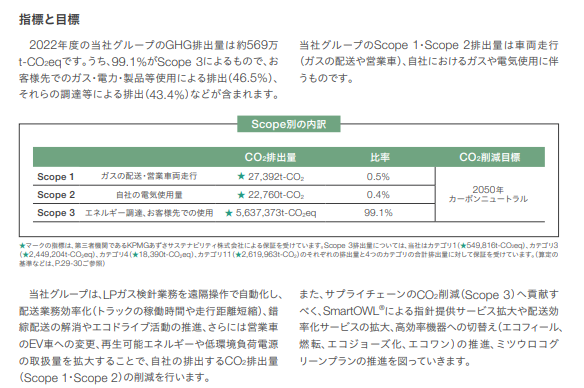 指標と目標
2022年度の当社グループのGHG排出量は約569万
t-CO₂eqです。うち、99.1%がScope 3によるもので、お
客様先でのガス・電力・製品等使用による排出（46.5%）、
それらの調達等による排出（43.4%）などが含まれます。
当社グループのScope 1・Scope 2排出量は車両走行
（ガスの配送や営業車）、自社におけるガスや電気使用に伴
うものです。
Scope別の内訳
CO₂排出量 比率 CO₂削減目標
Scope 1 ガスの配送・営業車両走行 ★27,392t-CO₂ 0.5%
Scope 2 自社の電気使用量 ★22,760t-CO₂ 0.4%
Scope 3 エネルギー調達、お客様先での使用 ★5,637,373t-CO₂eq 99.1%
2050年
カーボンニュートラル
★マークの指標は、第三者機関であるKPMGあずさサステナビリティ株式会社による保証を受けています。Scope 3排出量については、当社はカテゴリ1（★549,816t-CO₂eq）、カテゴリ3
（★2,449,204t-CO₂eq）、カテゴリ4（★18,390t-CO₂eq）、カテゴリ11（★2,619,963t-CO₂）のそれぞれの排出量と4つのカテゴリの合計排出量に対して保証を受けています。（算定の
基準などは、P.29-30ご参照）
当社グループは、LPガス検針業務を遠隔操作で自動化し、
配送業務効率化（トラックの稼働時間や走行距離短縮）、錯
綜配送の解消やエコドライブ活動の推進、さらには営業車
のEV車への変更、再生可能エネルギーや低環境負荷電源
の取扱量を拡大することで、自社の排出するCO₂排出量
（Scope 1・Scope 2）の削減を行います。
また、サプライチェーンのCO₂削減（Scope 3）へ貢献す
べく、SmartOWL®による指針提供サービス拡大や配送効
率化サービスの拡大、高効率機器への切替え（エコフィール、
燃転、エコジョーズ化、エコワン）の推進、ミツウロコグ
リーンプランの推進を図っていきます。